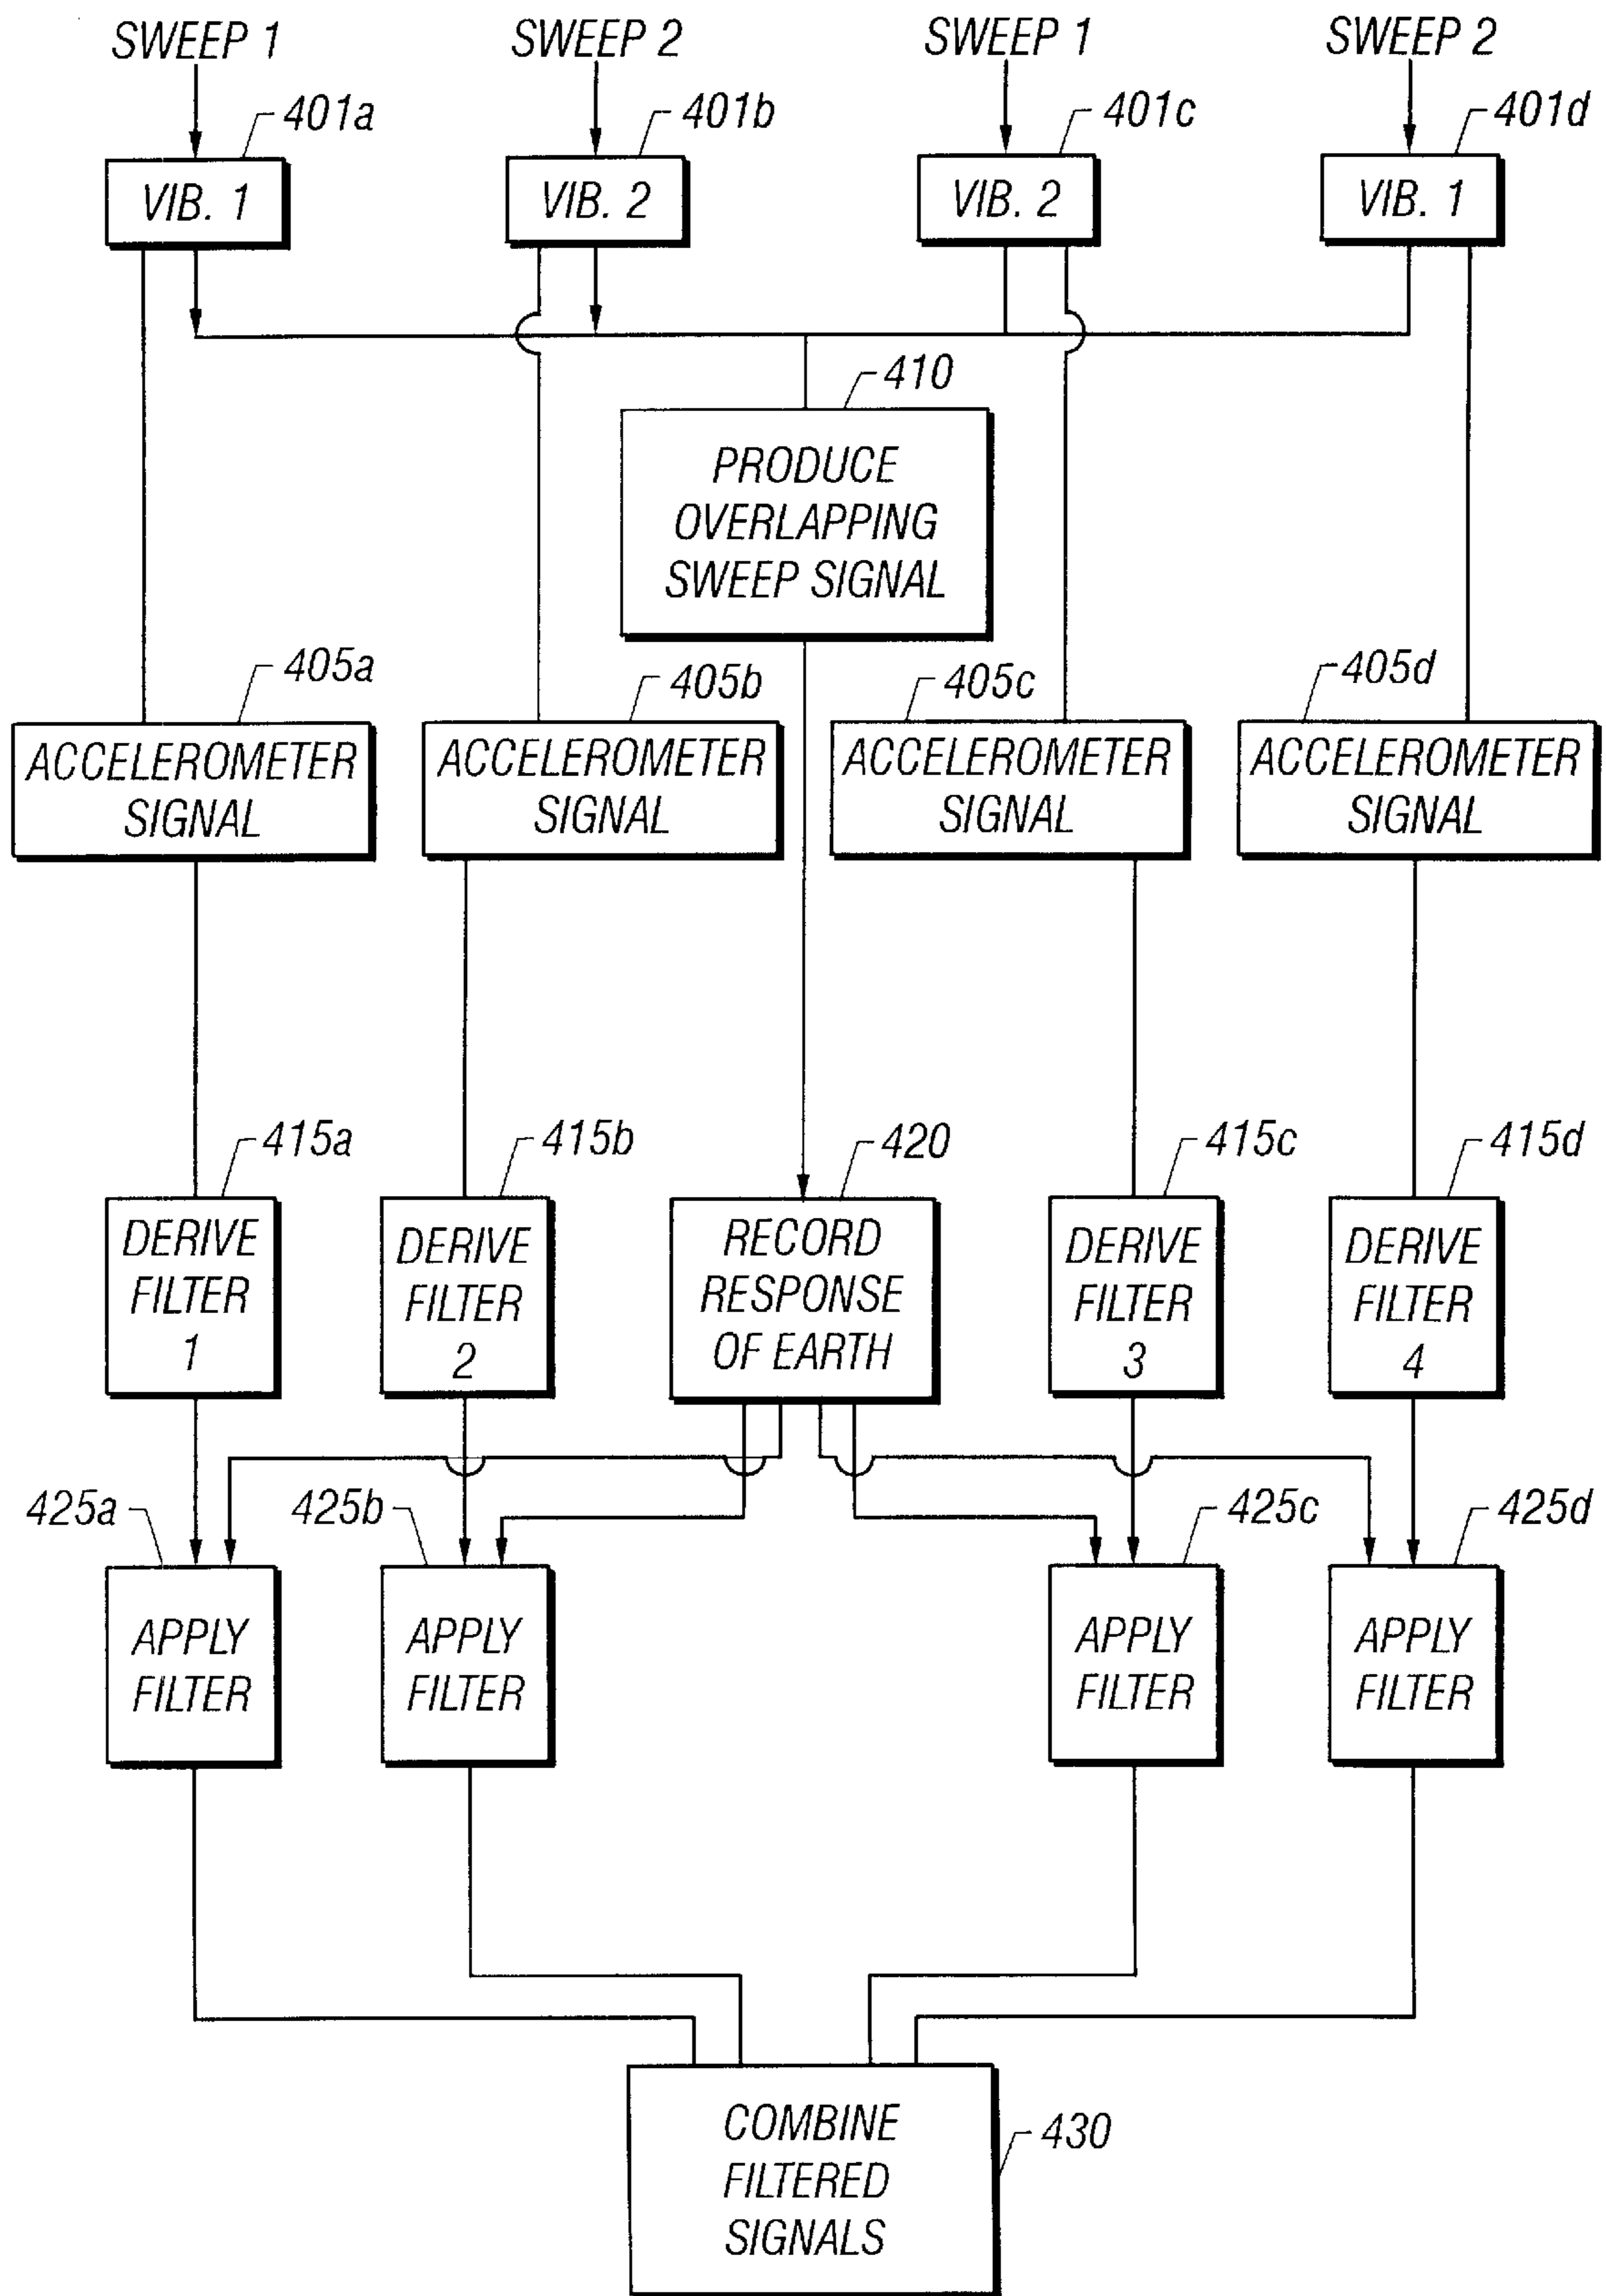 SWEEP 1
SWEEP 2
SWEEP 1
SWEEP 2
401a
401b
401c
401d
VIB. 1
VIB. 2
VIB. 2
VIB. 1
410
PRODUCE
OVERLAPPING
SWEEP SIGNAL
405a
405b
405c
405d
ACCELEROMETER
SIGNAL
ACCELEROMETER
SIGNAL
ACCELEROMETER
SIGNAL
ACCELEROMETER
SIGNAL
415a
415b
420
415c
415d
DERIVE
FILTER
1
DERIVE
FILTER
2
RECORD
RESPONSE
OF EARTH
DERIVE
FILTER
3
DERIVE
FILTER
4
425a
425b
425c
425d
APPLY
FILTER
APPLY
FILTER
APPLY
FILTER
APPLY
FILTER
COMBINE
FILTERED
SIGNALS
430